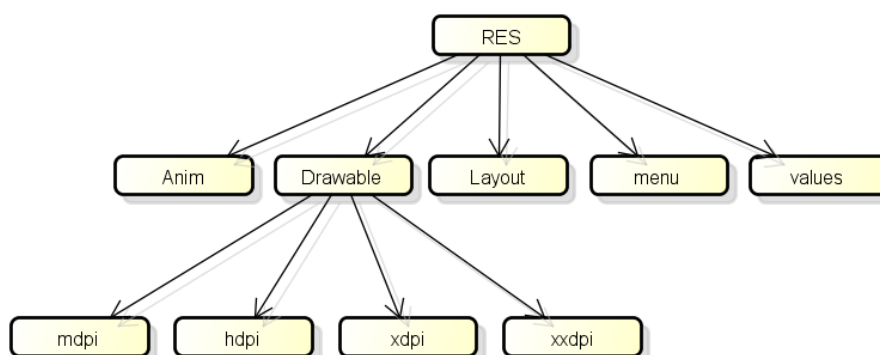 RES
Anim
Drawable
Layout
menu
values
mdpi
hdpi
xdpi
xxdpi